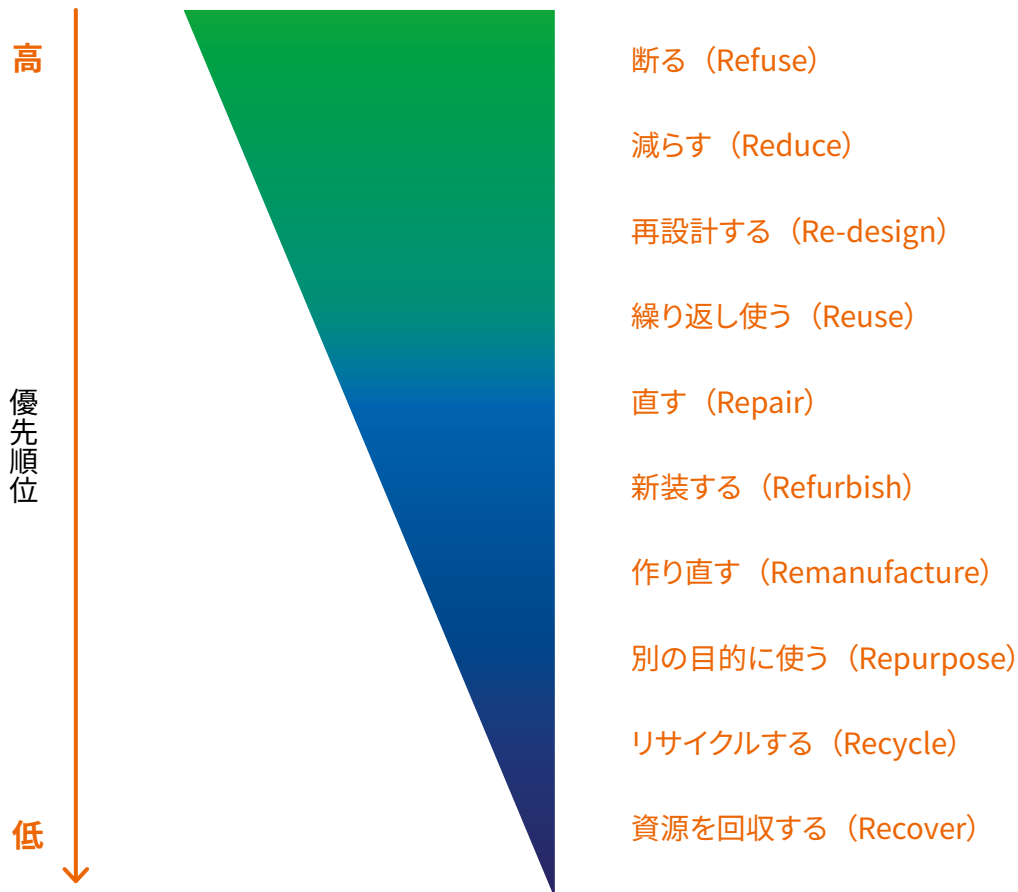 高
断る（Refuse）
減らす（Reduce）
再設計する（Re-design）
繰り返し使う（Reuse）
優先順位
直す（Repair）
新装する（Refurbish）
作り直す（Remanufacture）
別の目的に使う（Repurpose）
リサイクルする（Recycle）
低
資源を回収する（Recover）